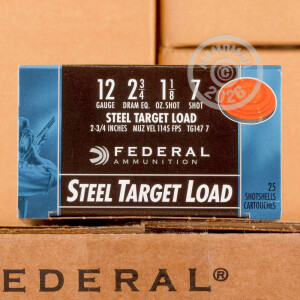 12 2 3/4 1 1/8 7
GAUGE DRAM EQ. OZ. SHOT SHOT
STEEL TARGET LOAD
2-3/4 INCHES MUZ VEL 1145 FPS TG147 7
FEDERAL
AMMUNITION
STEEL TARGET LOAD
25
SHOTSHELLS
CARTOUCHES
FEDERAL®